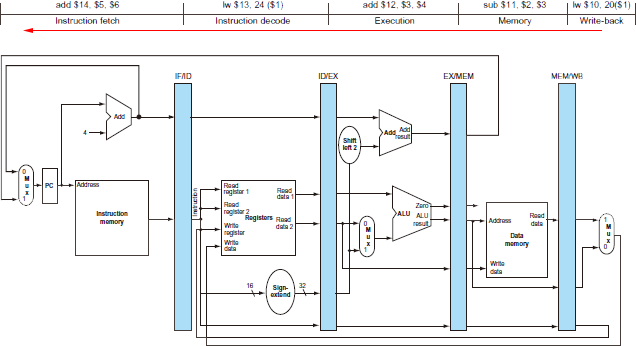 add $14, $5, $6
lw $13, 24 ($1)
add $12, $3, $4
sub $11, $2, $3
lw $10, 20($1)
Instruction fetch
Instruction decode
Execution
Memory
Write-back
IF/ID
ID/EX
EX/MEM
MEM/WB
Add
4
0
M
u
x
1
PC
Address
Instruction
memory
Instruction
Read
register 1
Read
register 2
Write
register
Write
data
Registers
Read
data 1
Read
data 2
16
Sign-
extend
32
Shift
left 2
Add
Add
result
0
M
u
x
1
ALU
Zero
ALU
result
Address
Read
data
Data
memory
Write
data
1
M
u
x
0